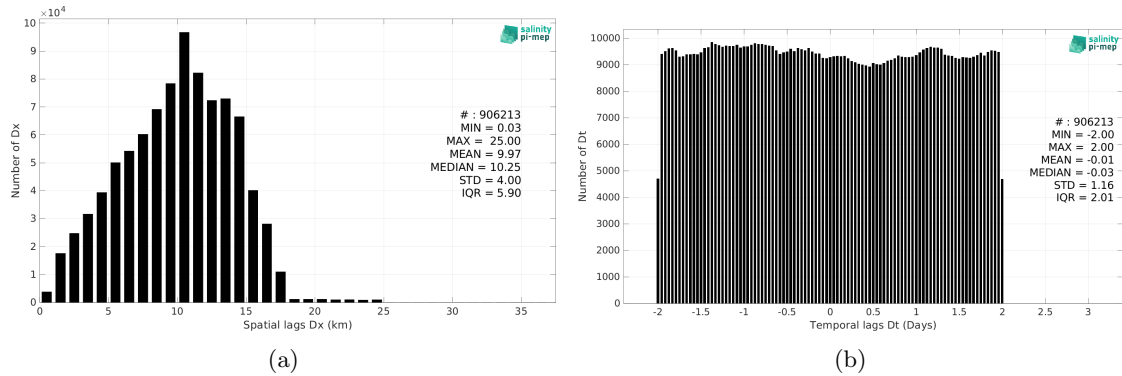 ×10⁴
10
9
8
7
6
5
4
3
2
1
0
Number of Dx
0 5 10 15 20 25 30 35
Spatial lags Dx (km)
salinity
pi-mep
# : 906213
MIN = 0.03
MAX = 25.00
MEAN = 9.97
MEDIAN = 10.25
STD = 4.00
IQR = 5.90
(a)
10000
9000
8000
7000
6000
5000
4000
3000
2000
1000
0
Number of Dt
-2 -1.5 -1 -0.5 0 0.5 1 1.5 2 2.5 3
Temporal lags Dt (Days)
salinity
pi-mep
# : 906213
MIN = -2.00
MAX = 2.00
MEAN = -0.01
MEDIAN = -0.03
STD = 1.16
IQR = 2.01
(b)